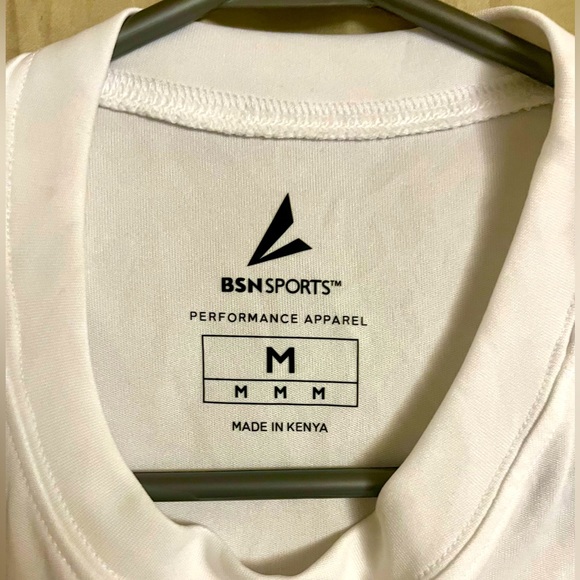 BSNSPORTS™
PERFORMANCE APPAREL
M
M M M
MADE IN KENYA